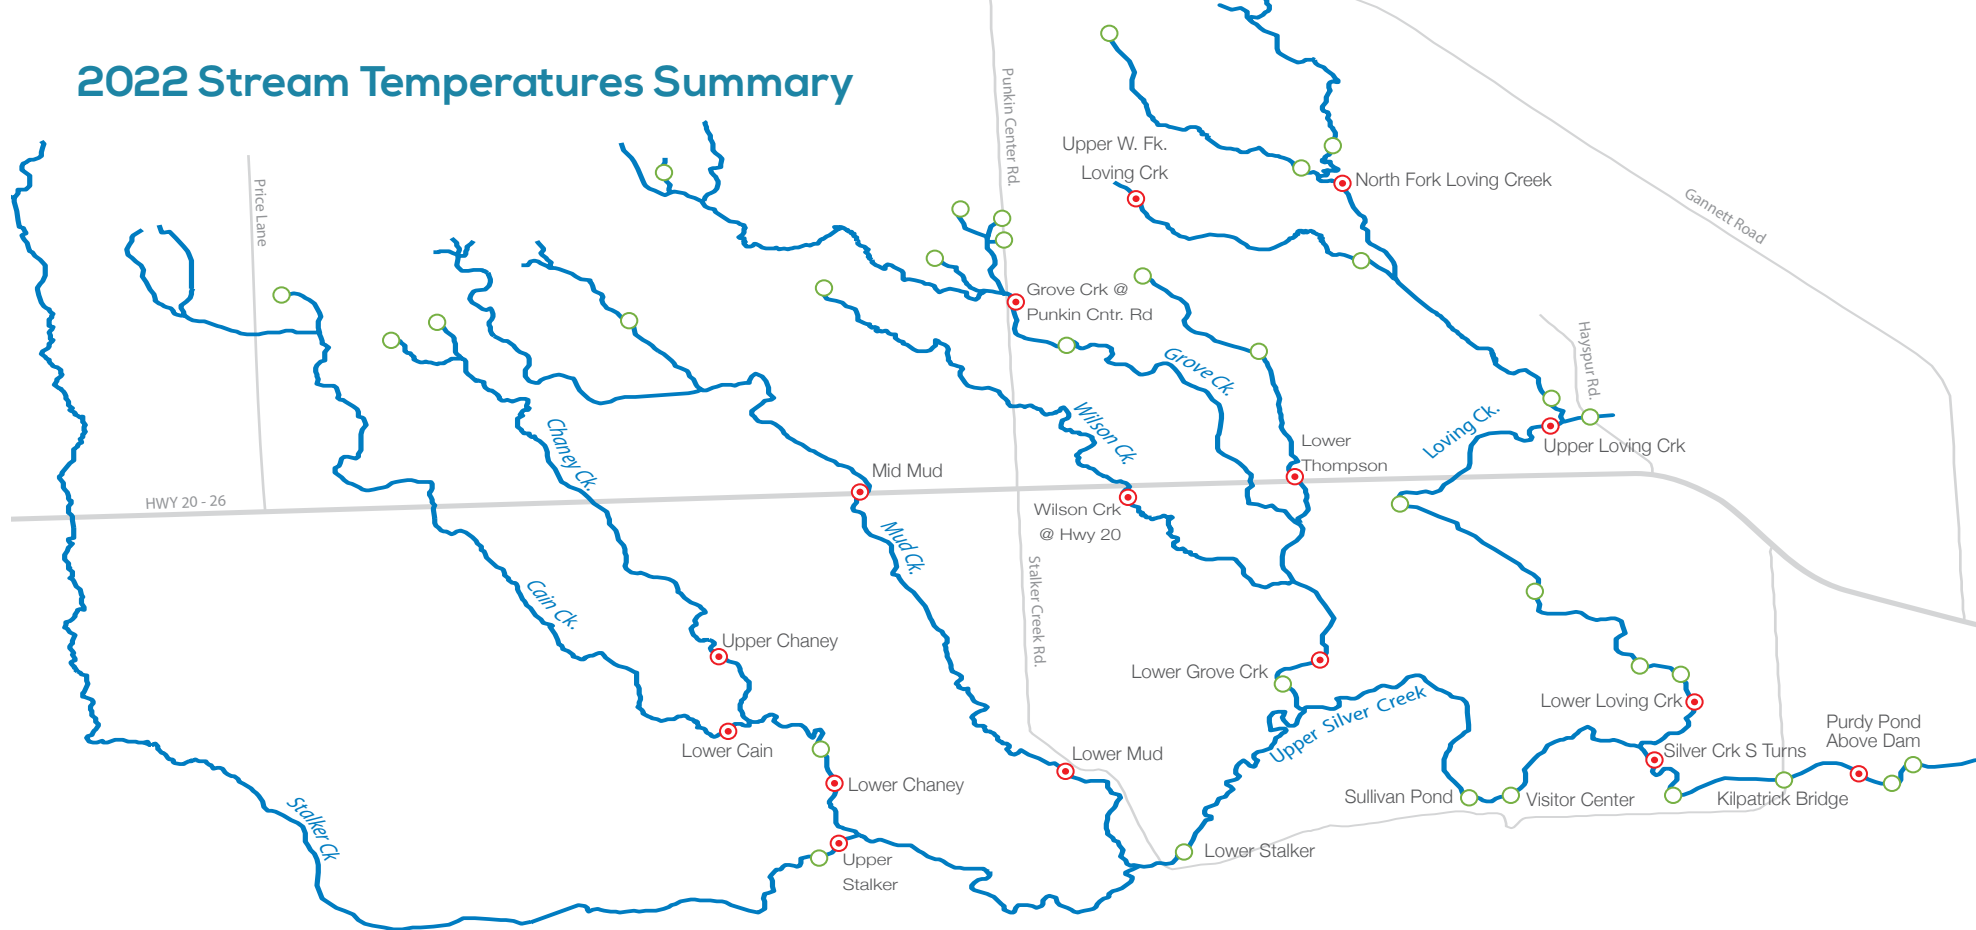 2022 Stream Temperatures Summary
Punkin Center Rd.
Upper W. Fk.
Loving Crk
North Fork Loving Creek
Gannett Road
Price Lane
Grove Crk @
Punkin Cntr. Rd
Hayspur Rd.
Grove Ck.
Wilson Ck.
Chaney Ck.
Loving Ck.
Lower
Thompson
Upper Loving Crk
Mid Mud
HWY 20 - 26
Wilson Crk
@ Hwy 20
Mud Ck.
Stalker Creek Rd.
Cain Ck.
Upper Chaney
Lower Grove Crk
Upper Silver Creek
Lower Loving Crk
Purdy Pond
Above Dam
Lower Cain
Lower Mud
Silver Crk S Turns
Lower Chaney
Sullivan Pond
Visitor Center
Kilpatrick Bridge
Stalker Ck
Lower Stalker
Upper
Stalker